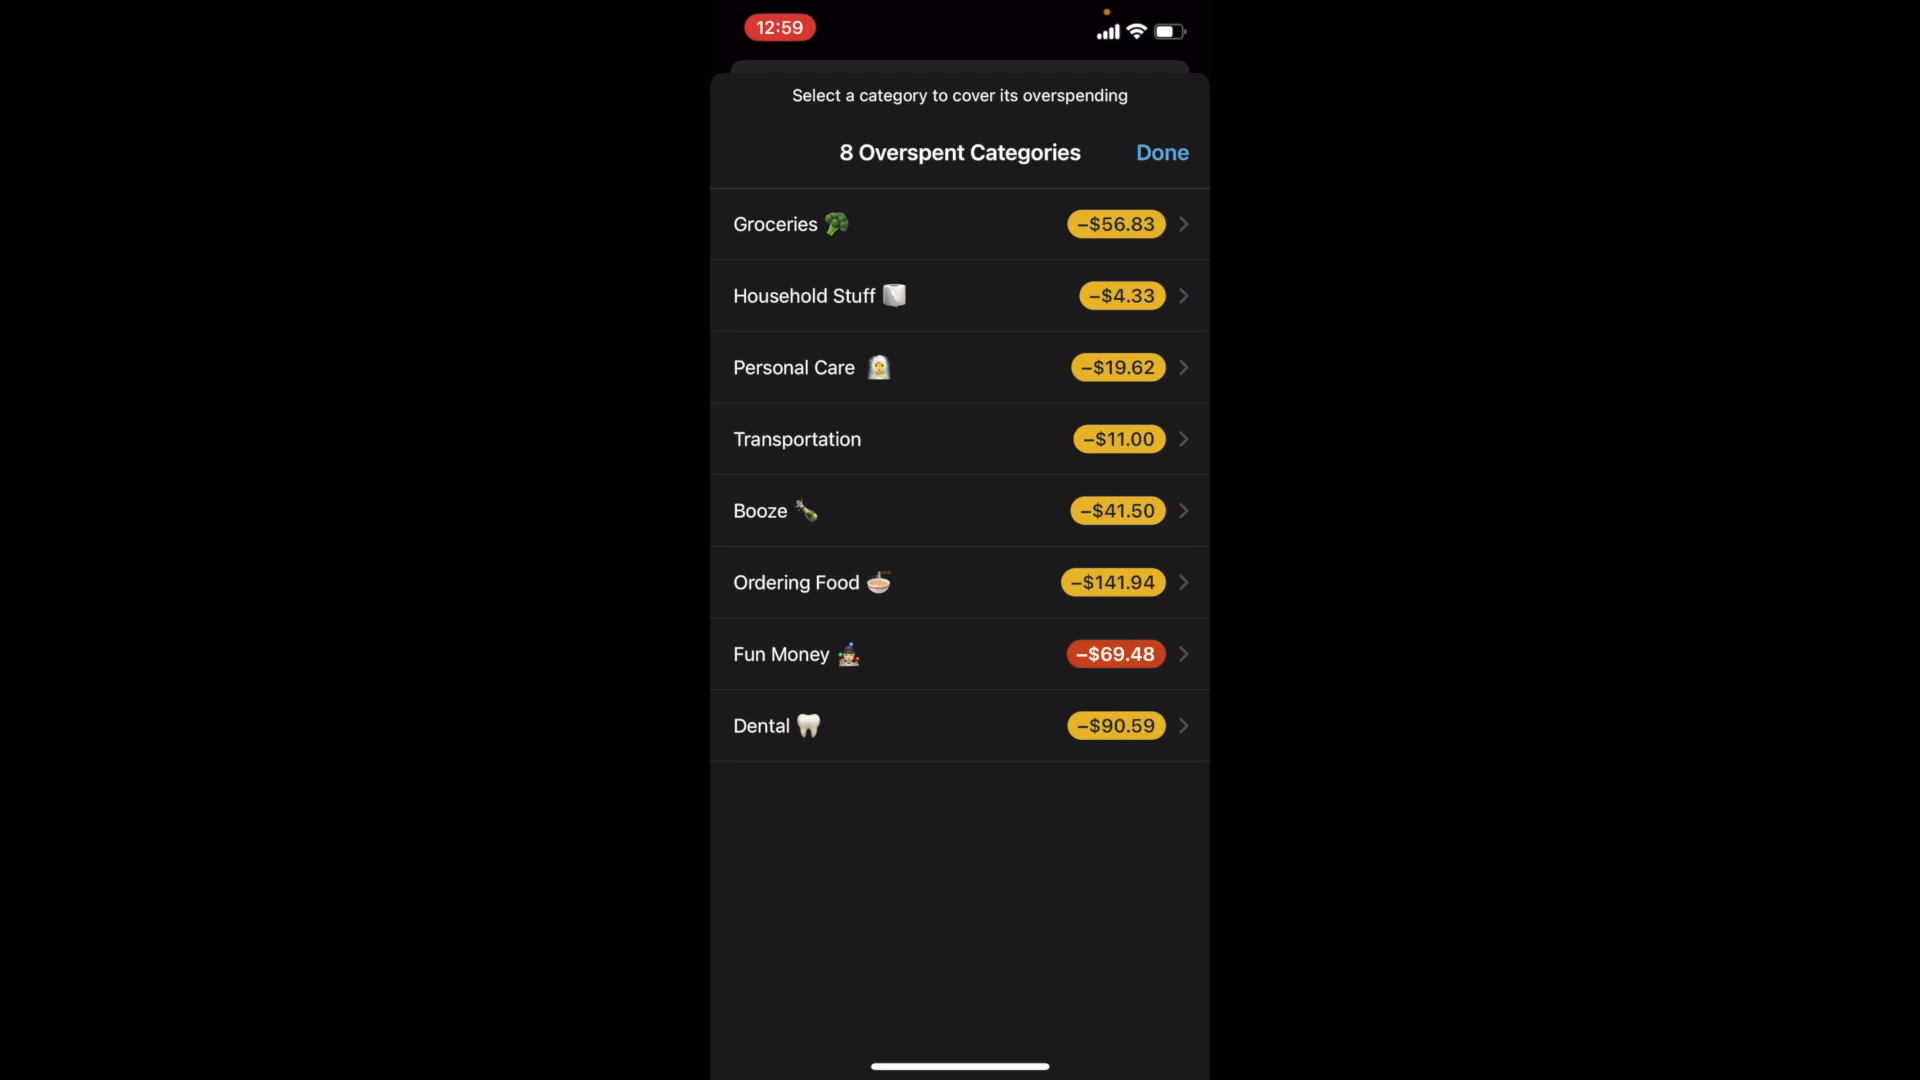 12:59
Select a category to cover its overspending
8 Overspent Categories Done
Groceries 🥦 −$56.83
Household Stuff 🧻 −$4.33
Personal Care −$19.62
Transportation −$11.00
Booze 🍾 −$41.50
Ordering Food 🍜 −$141.94
Fun Money −$69.48
Dental 🦷 −$90.59